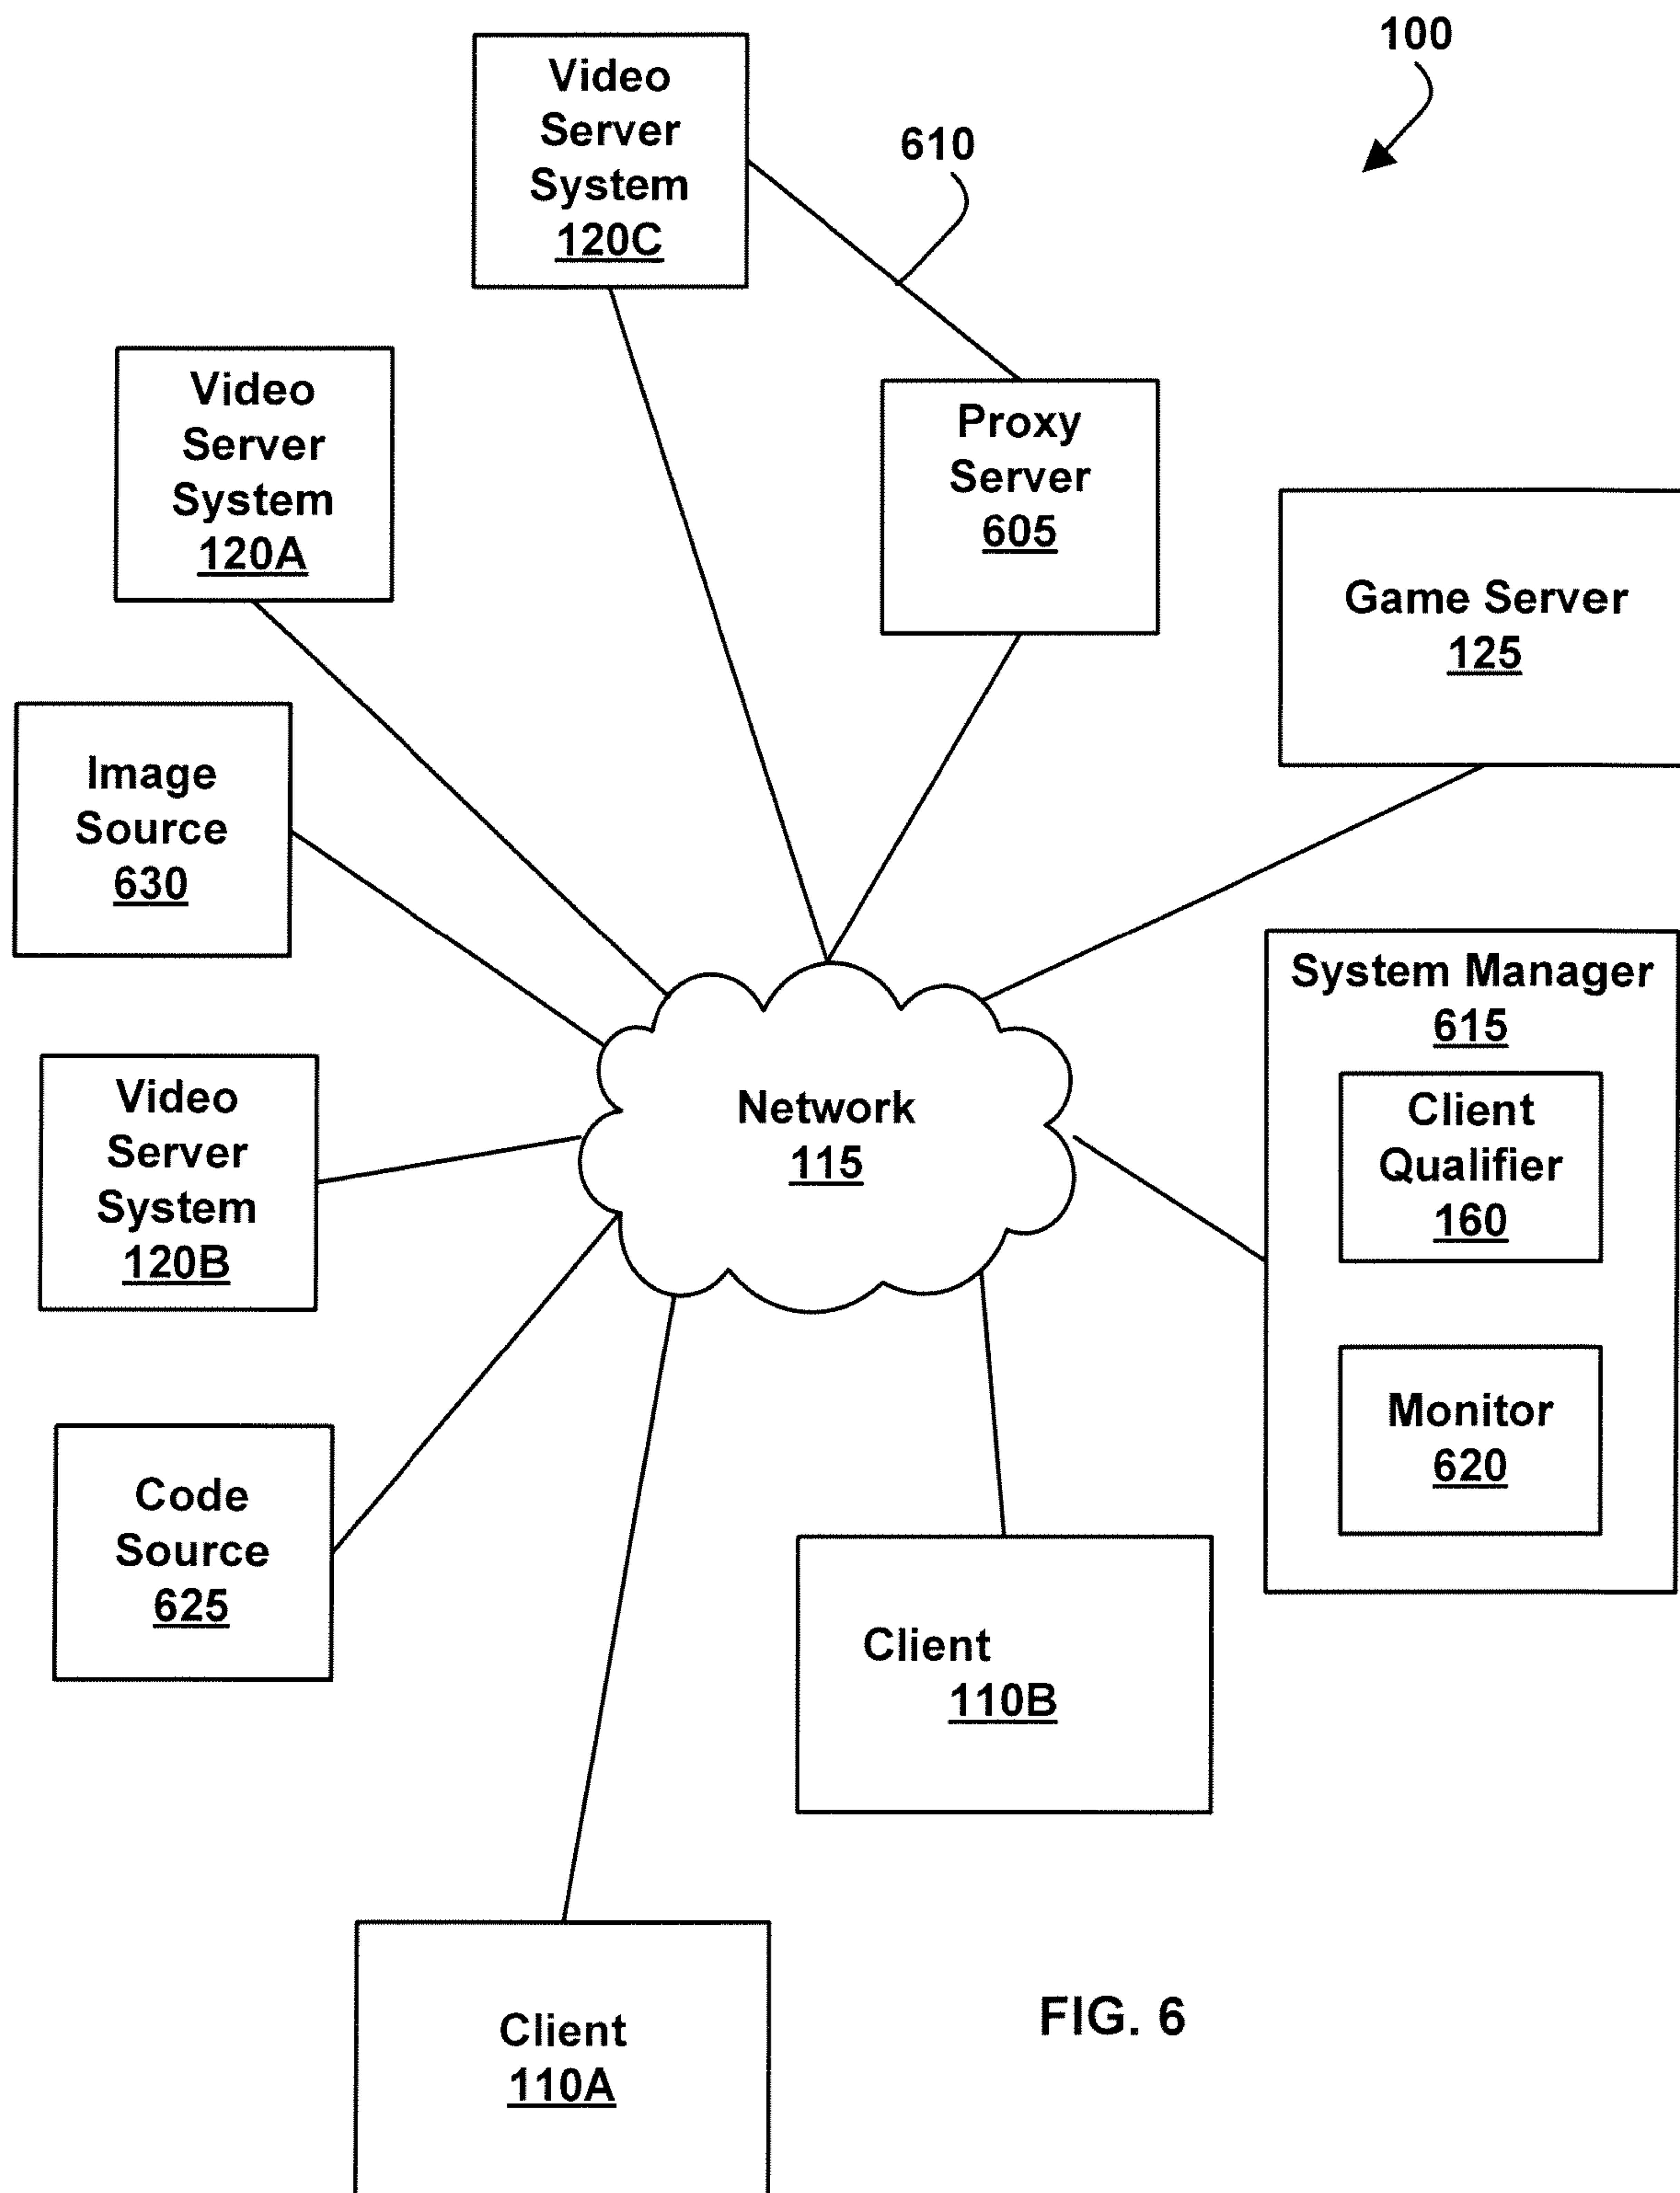 100
Video
Server
System
120C
610
Video
Server
System
120A
Proxy
Server
605
Game Server
125
Image
Source
630
System Manager
615
Client
Qualifier
160
Monitor
620
Network
115
Video
Server
System
120B
Code
Source
625
Client
110B
Client
110A
FIG. 6